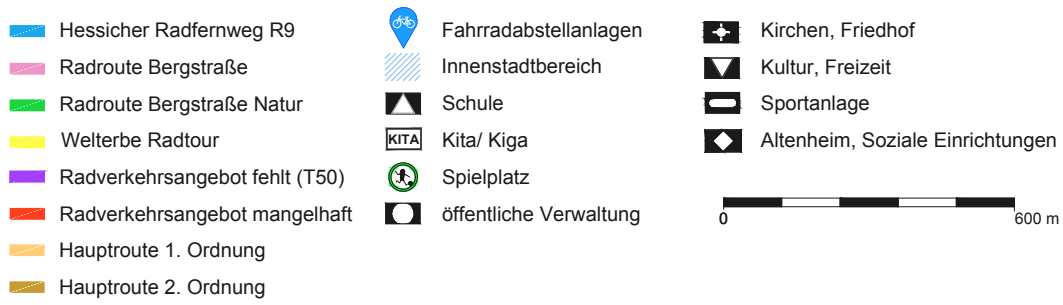 Hessicher Radfernweg R9
Radroute Bergstraße
Radroute Bergstraße Natur
Welterbe Radtour
Radverkehrsangebot fehlt (T50)
Radverkehrsangebot mangelhaft
Hauptroute 1. Ordnung
Hauptroute 2. Ordnung
Fahrradabstellanlagen
Innenstadtbereich
Schule
KITA Kita/ Kiga
Spielplatz
öffentliche Verwaltung
Kirchen, Friedhof
Kultur, Freizeit
Sportanlage
Altenheim, Soziale Einrichtungen
0 600 m